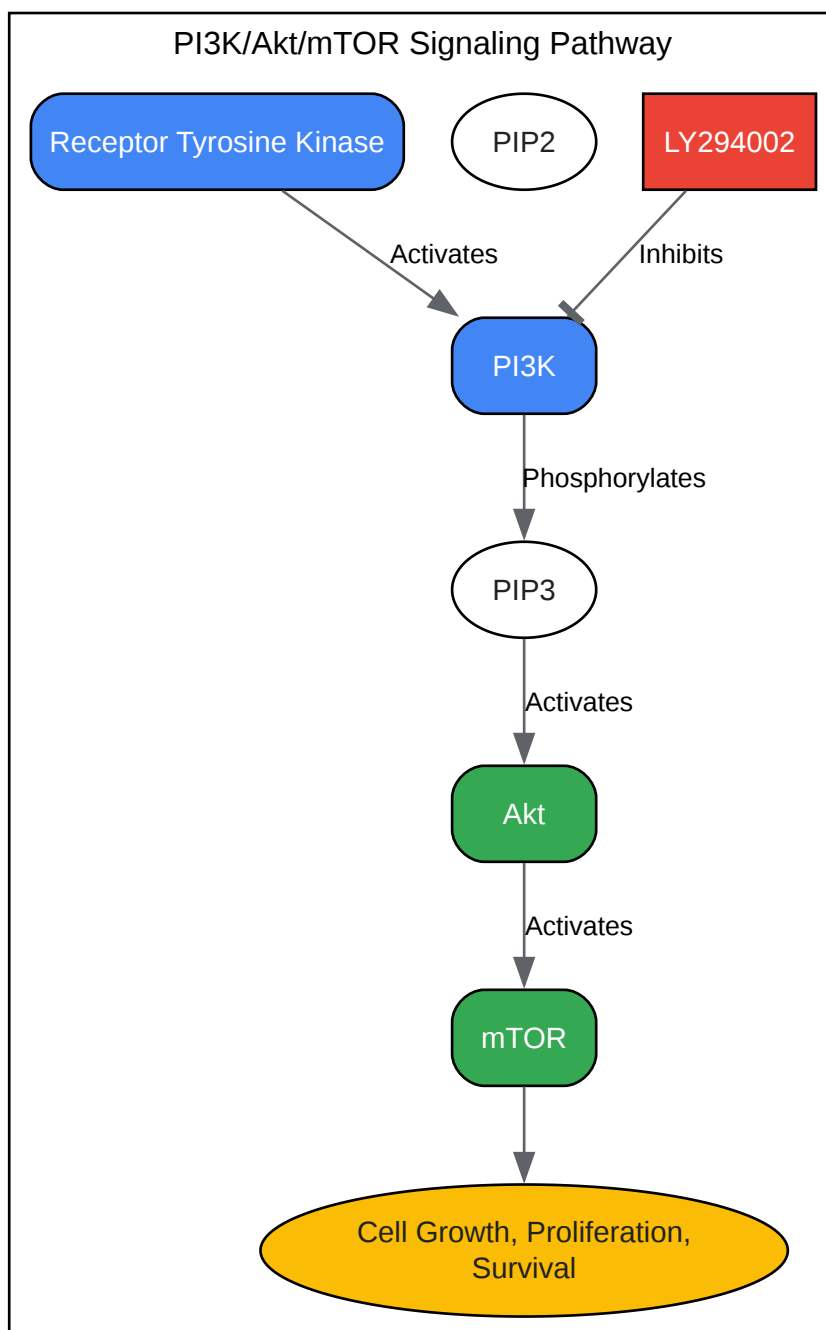 PI3K/Akt/mTOR Signaling Pathway
Receptor Tyrosine Kinase
PIP2
LY294002
Activates
Inhibits
PI3K
Phosphorylates
PIP3
Activates
Akt
Activates
mTOR
Cell Growth, Proliferation,
Survival